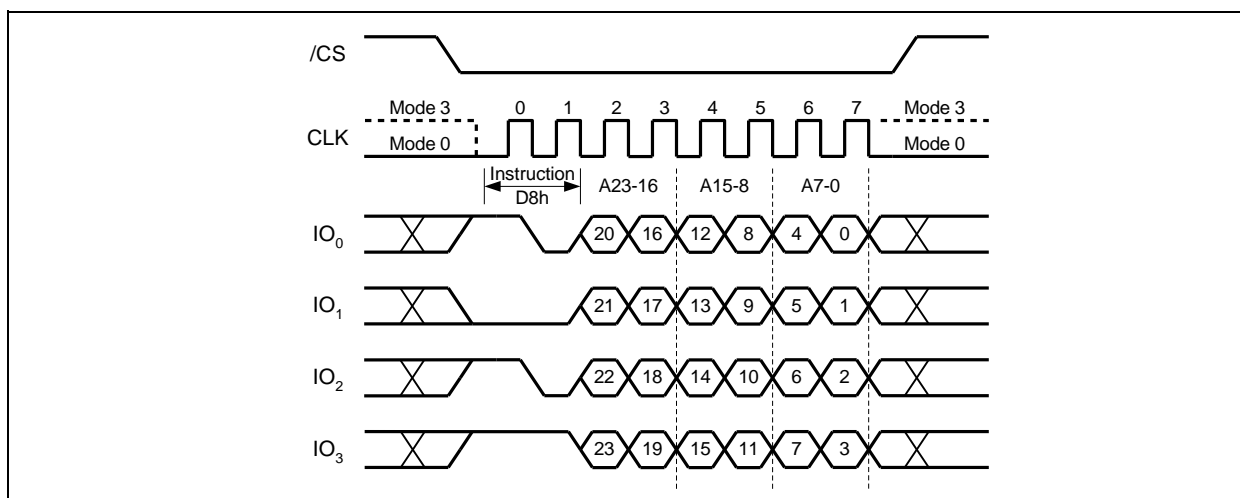 /CS
Mode 3 0 1 2 3 4 5 6 7 Mode 3
CLK
Mode 0 Mode 0
Instruction
D8h A23-16 A15-8 A7-0
IO0 20 16 12 8 4 0
IO1 21 17 13 9 5 1
IO2 22 18 14 10 6 2
IO3 23 19 15 11 7 3